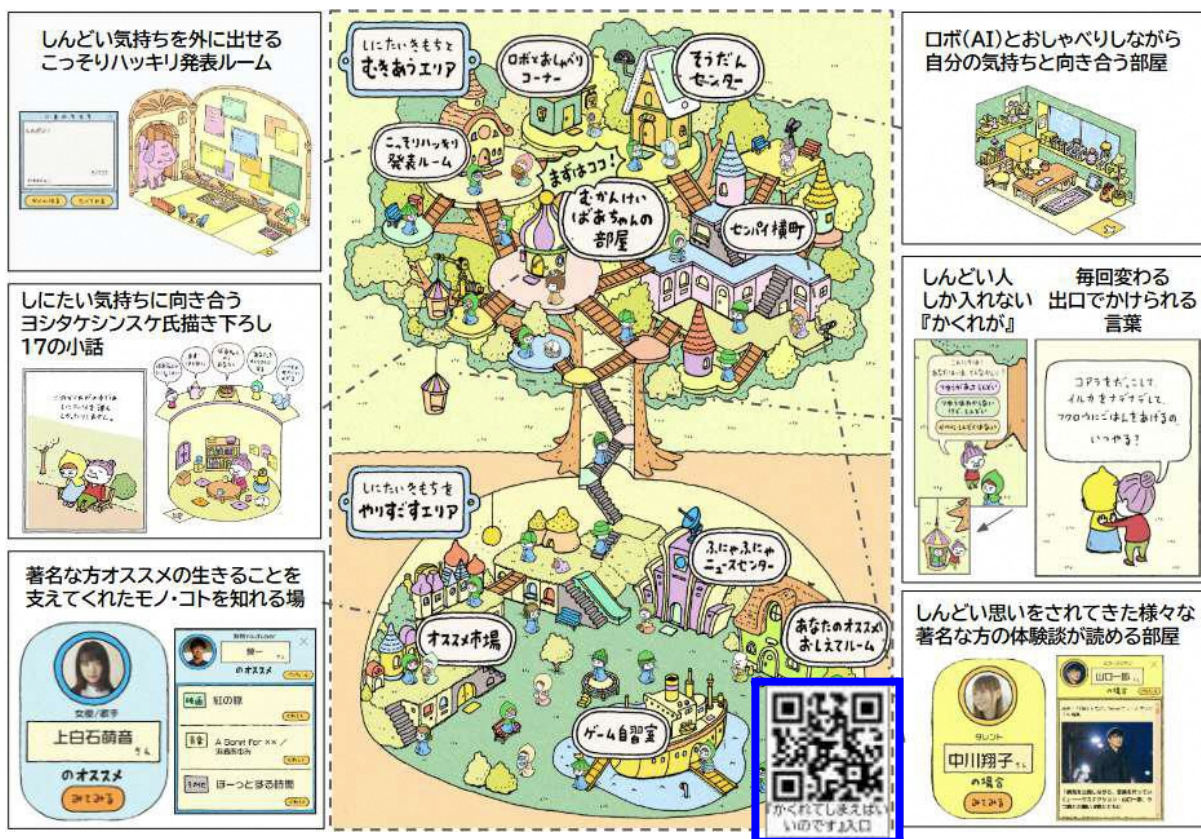 しんどい気持ちを外に出せる
こっそりハッキリ発表ルーム
しにたい気持ちに向き合う
ヨシタケシンスケ氏描き下ろし
17の小話
著名な方オススメの生きることを
支えてくれたモノ・コトを知れる場
女優/歌手
上白石萌音
さん
のオススメ
みてみる
のオススメ
映画
紅の豚
音楽
A Song for ××/
浜崎あゆみ
ほーっとする時間
しにたいきもちと
むきあうエリア
ロボとおしゃべり
コーナー
そうだん
センター
こっそりハッキリ
発表ルーム
まずはココ!
むかんけい
ばあちゃんの
部屋
センパイ横町
しにたいきもちを
やりすごすエリア
ふにゃふにゃ
ニュースセンター
オススメ市場
あなたのオススメ
おしえてルーム
ゲーム自習室
『かくれてしまえばい
いのです』入口
ロボ(AI)とおしゃべりしながら
自分の気持ちと向き合う部屋
しんどい人
しか入れない
『かくれが』
毎回変わる
出口でかけられる
言葉
コアラをだっこして、
イルカをナデナデして、
フクロウにごはんをあげるの、
いつやる?
しんどい思いをされてきた様々な
著名な方の体験談が読める部屋
タレント
中川翔子
さん
の場合
みてみる
山口一郎
さん
の場合